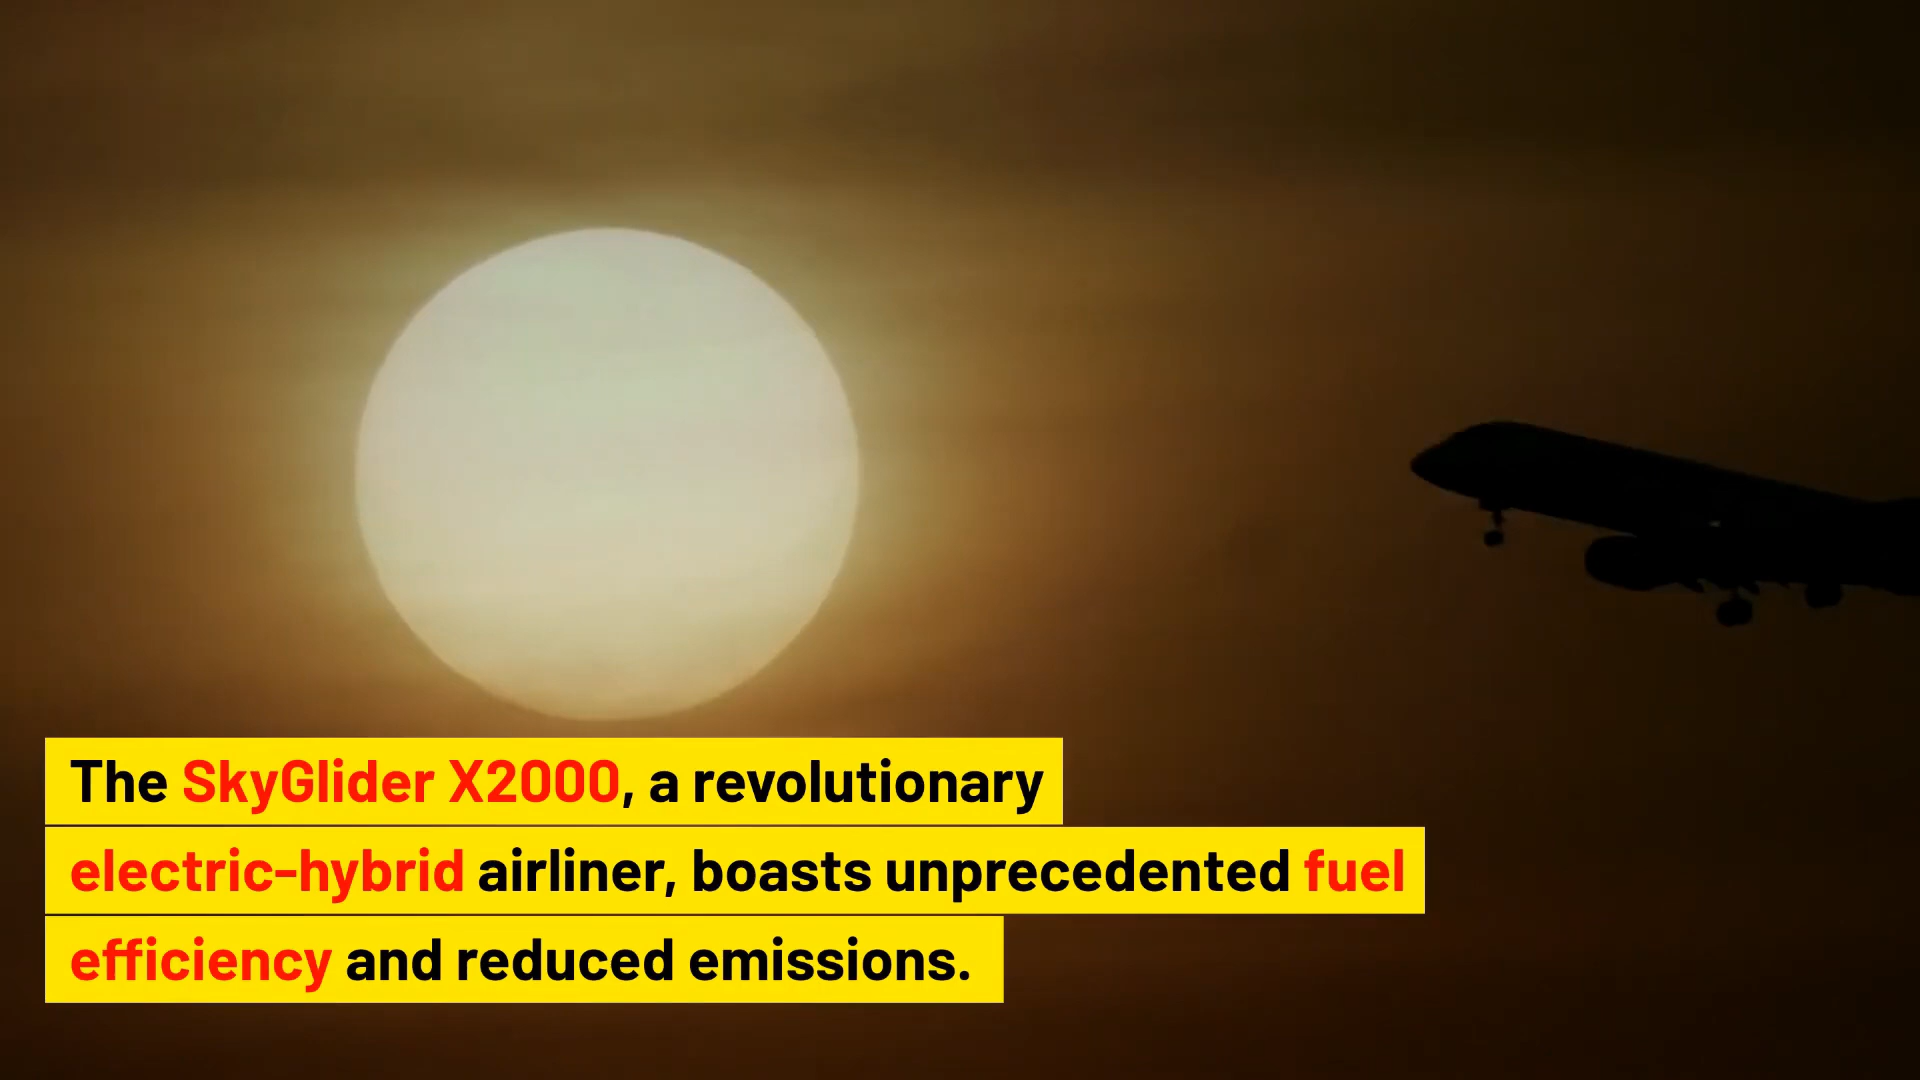 The SkyGlider X2000, a revolutionary
electric-hybrid airliner, boasts unprecedented fuel
efficiency and reduced emissions.